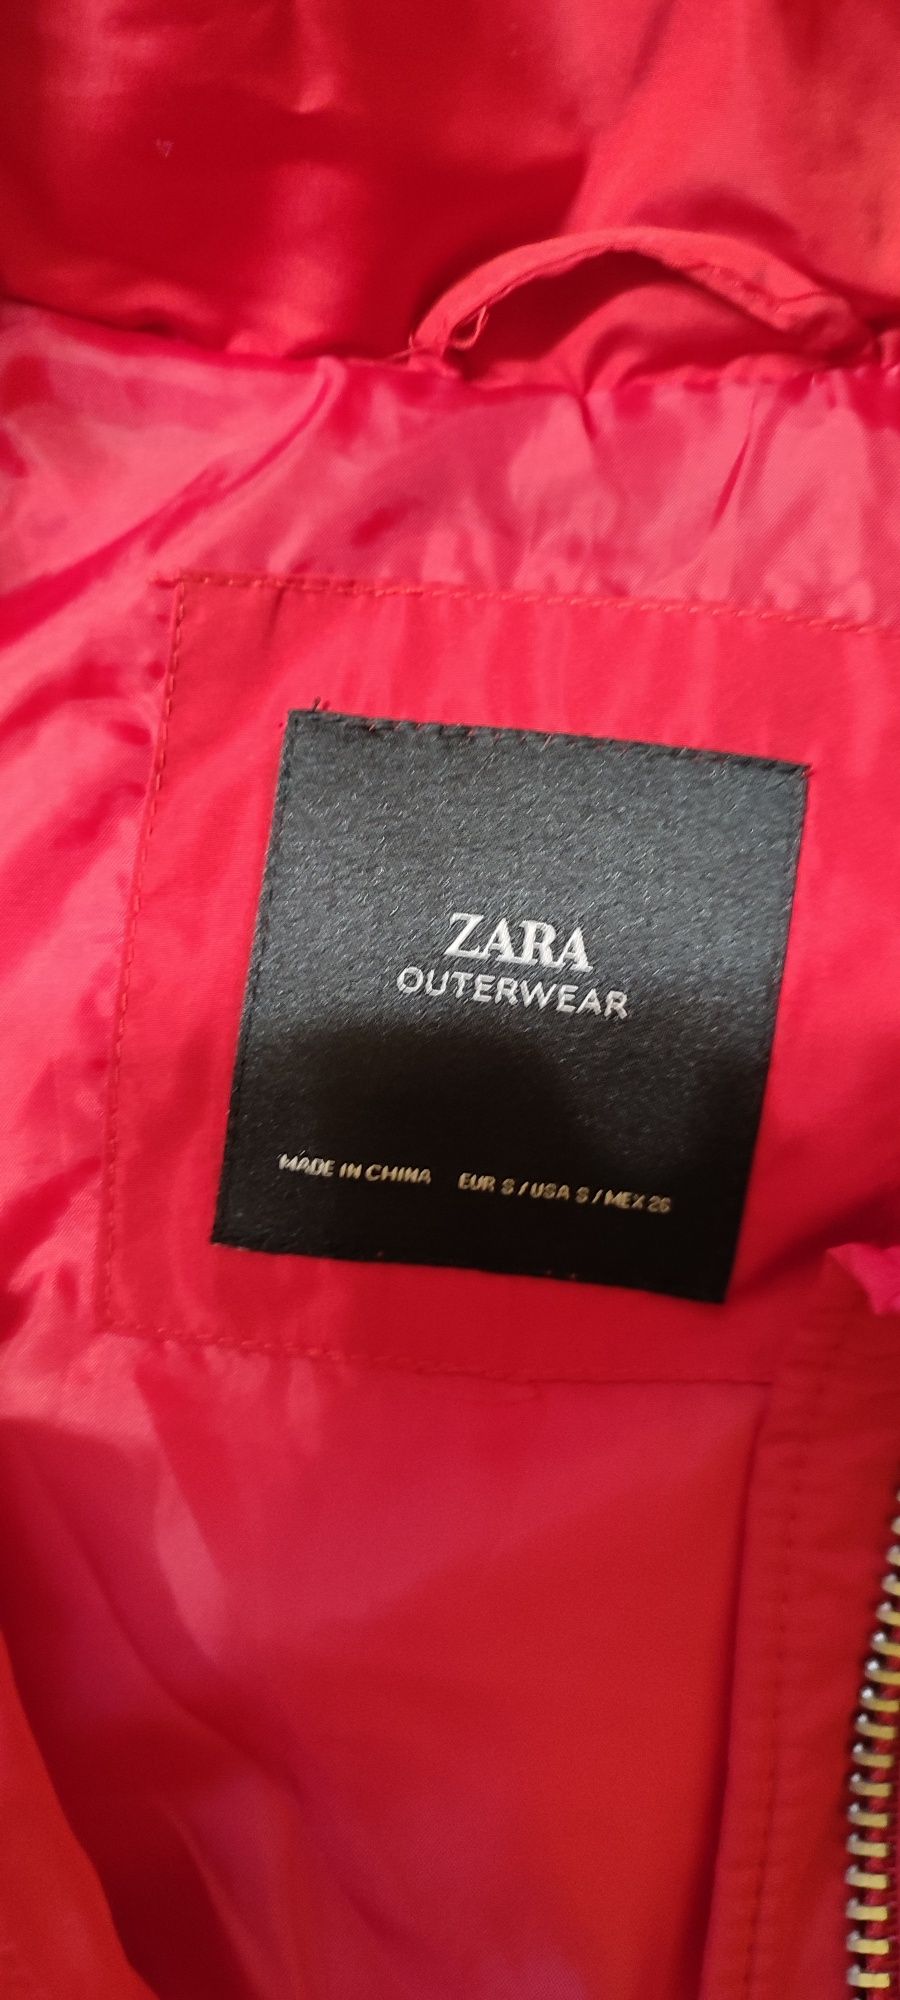 ZARA
OUTERWEAR
MADE IN CHINA EUR S / USA S / MEX 26